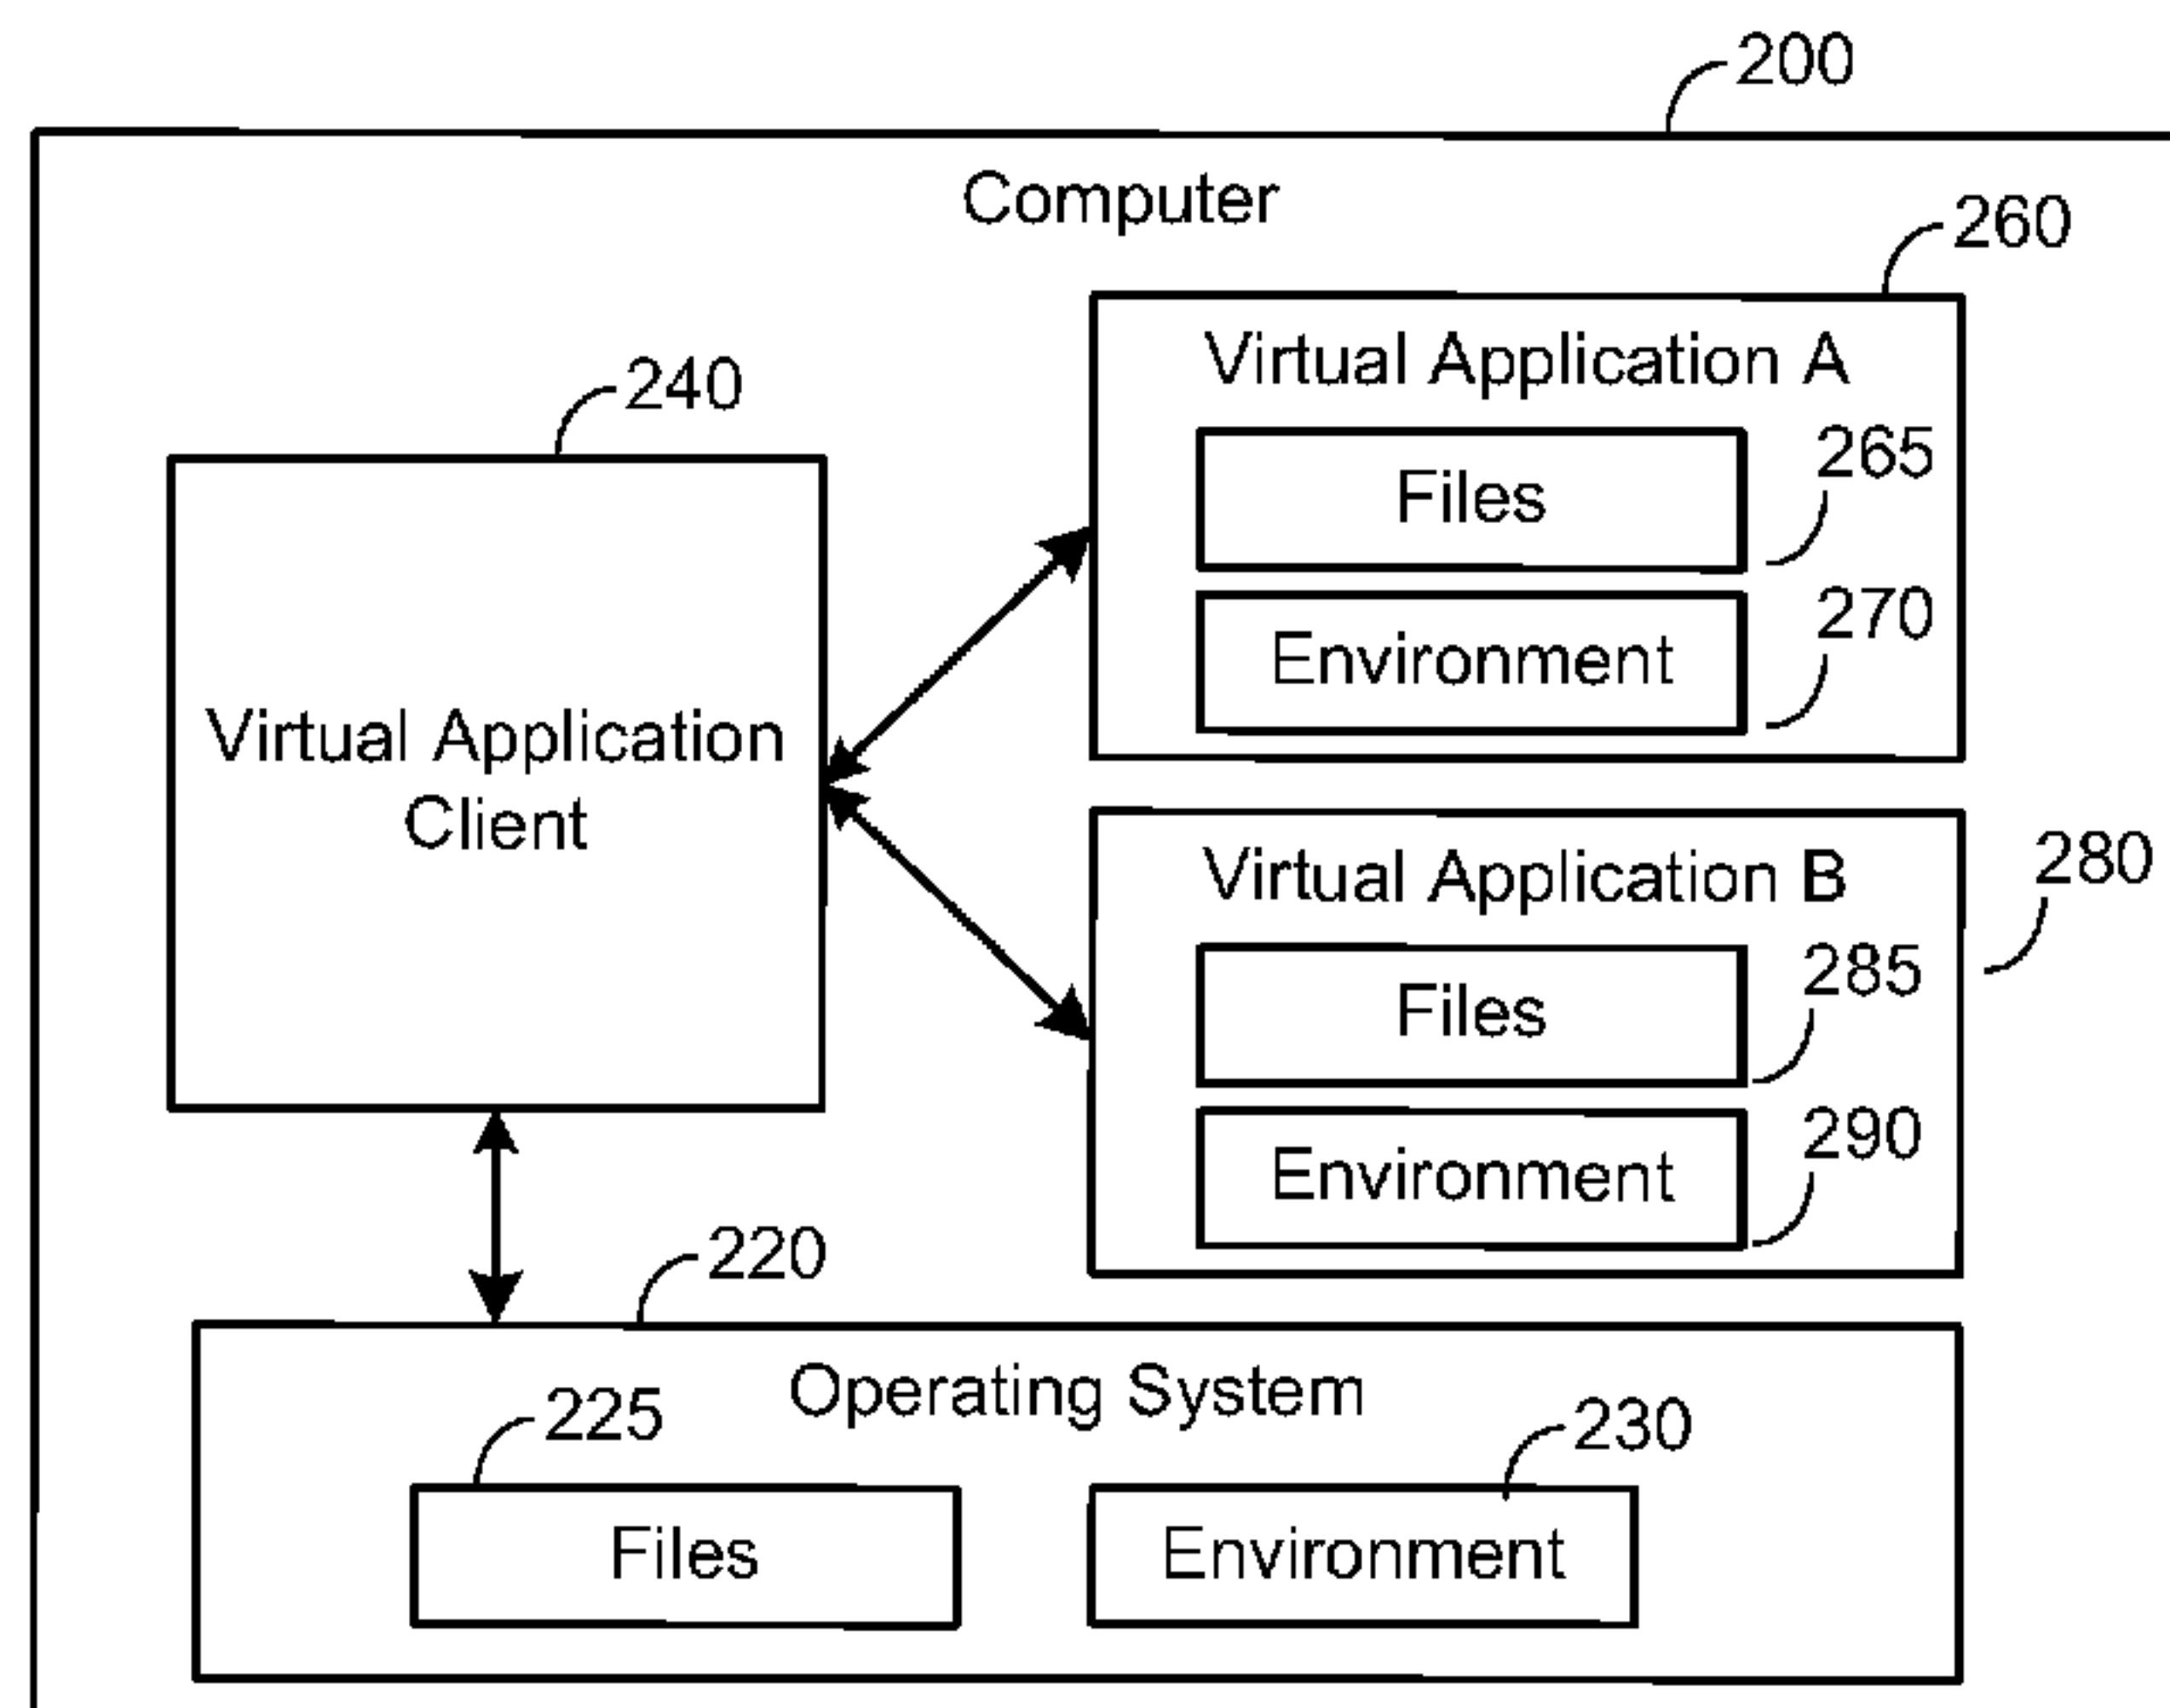 200
Computer
260
Virtual Application A
240
Files
265
Environment
270
Virtual Application
Client
Virtual Application B
280
Files
285
Environment
290
220
Operating System
225
230
Files
Environment